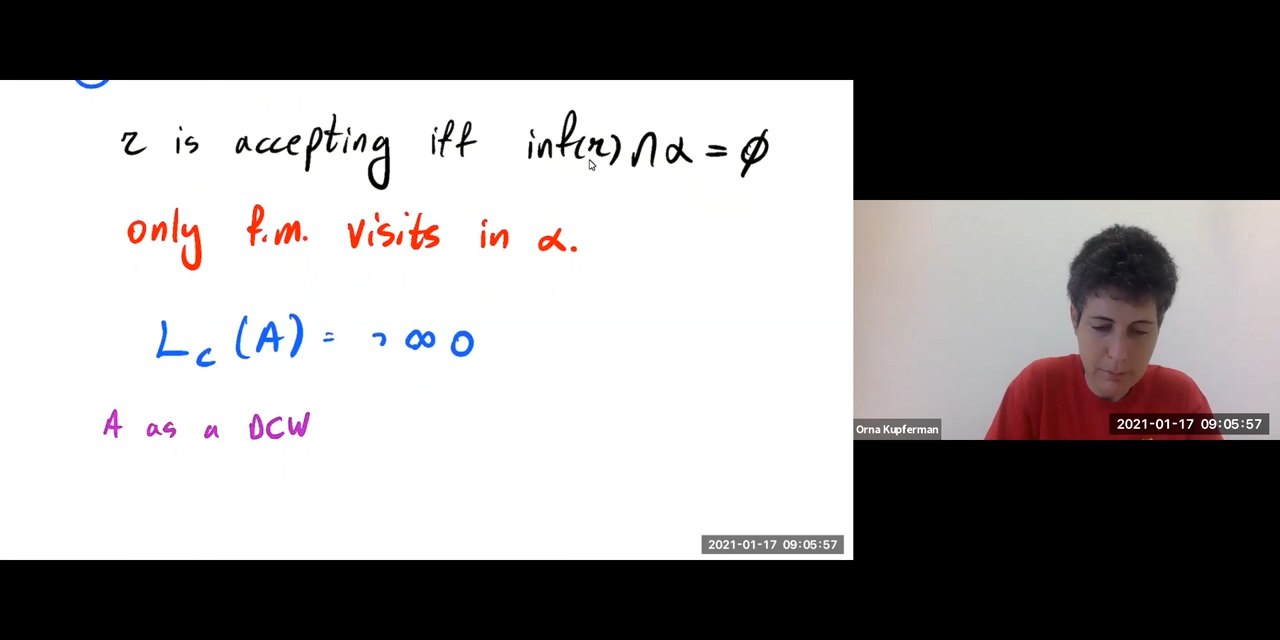 r is accepting iff inf(r) ∩ α = ∅
only f.m. visits in α.
L_C (A) = ¬∞ 0
A as a DCW
Orna Kupferman
2021-01-17 09:05:57
2021-01-17 09:05:57